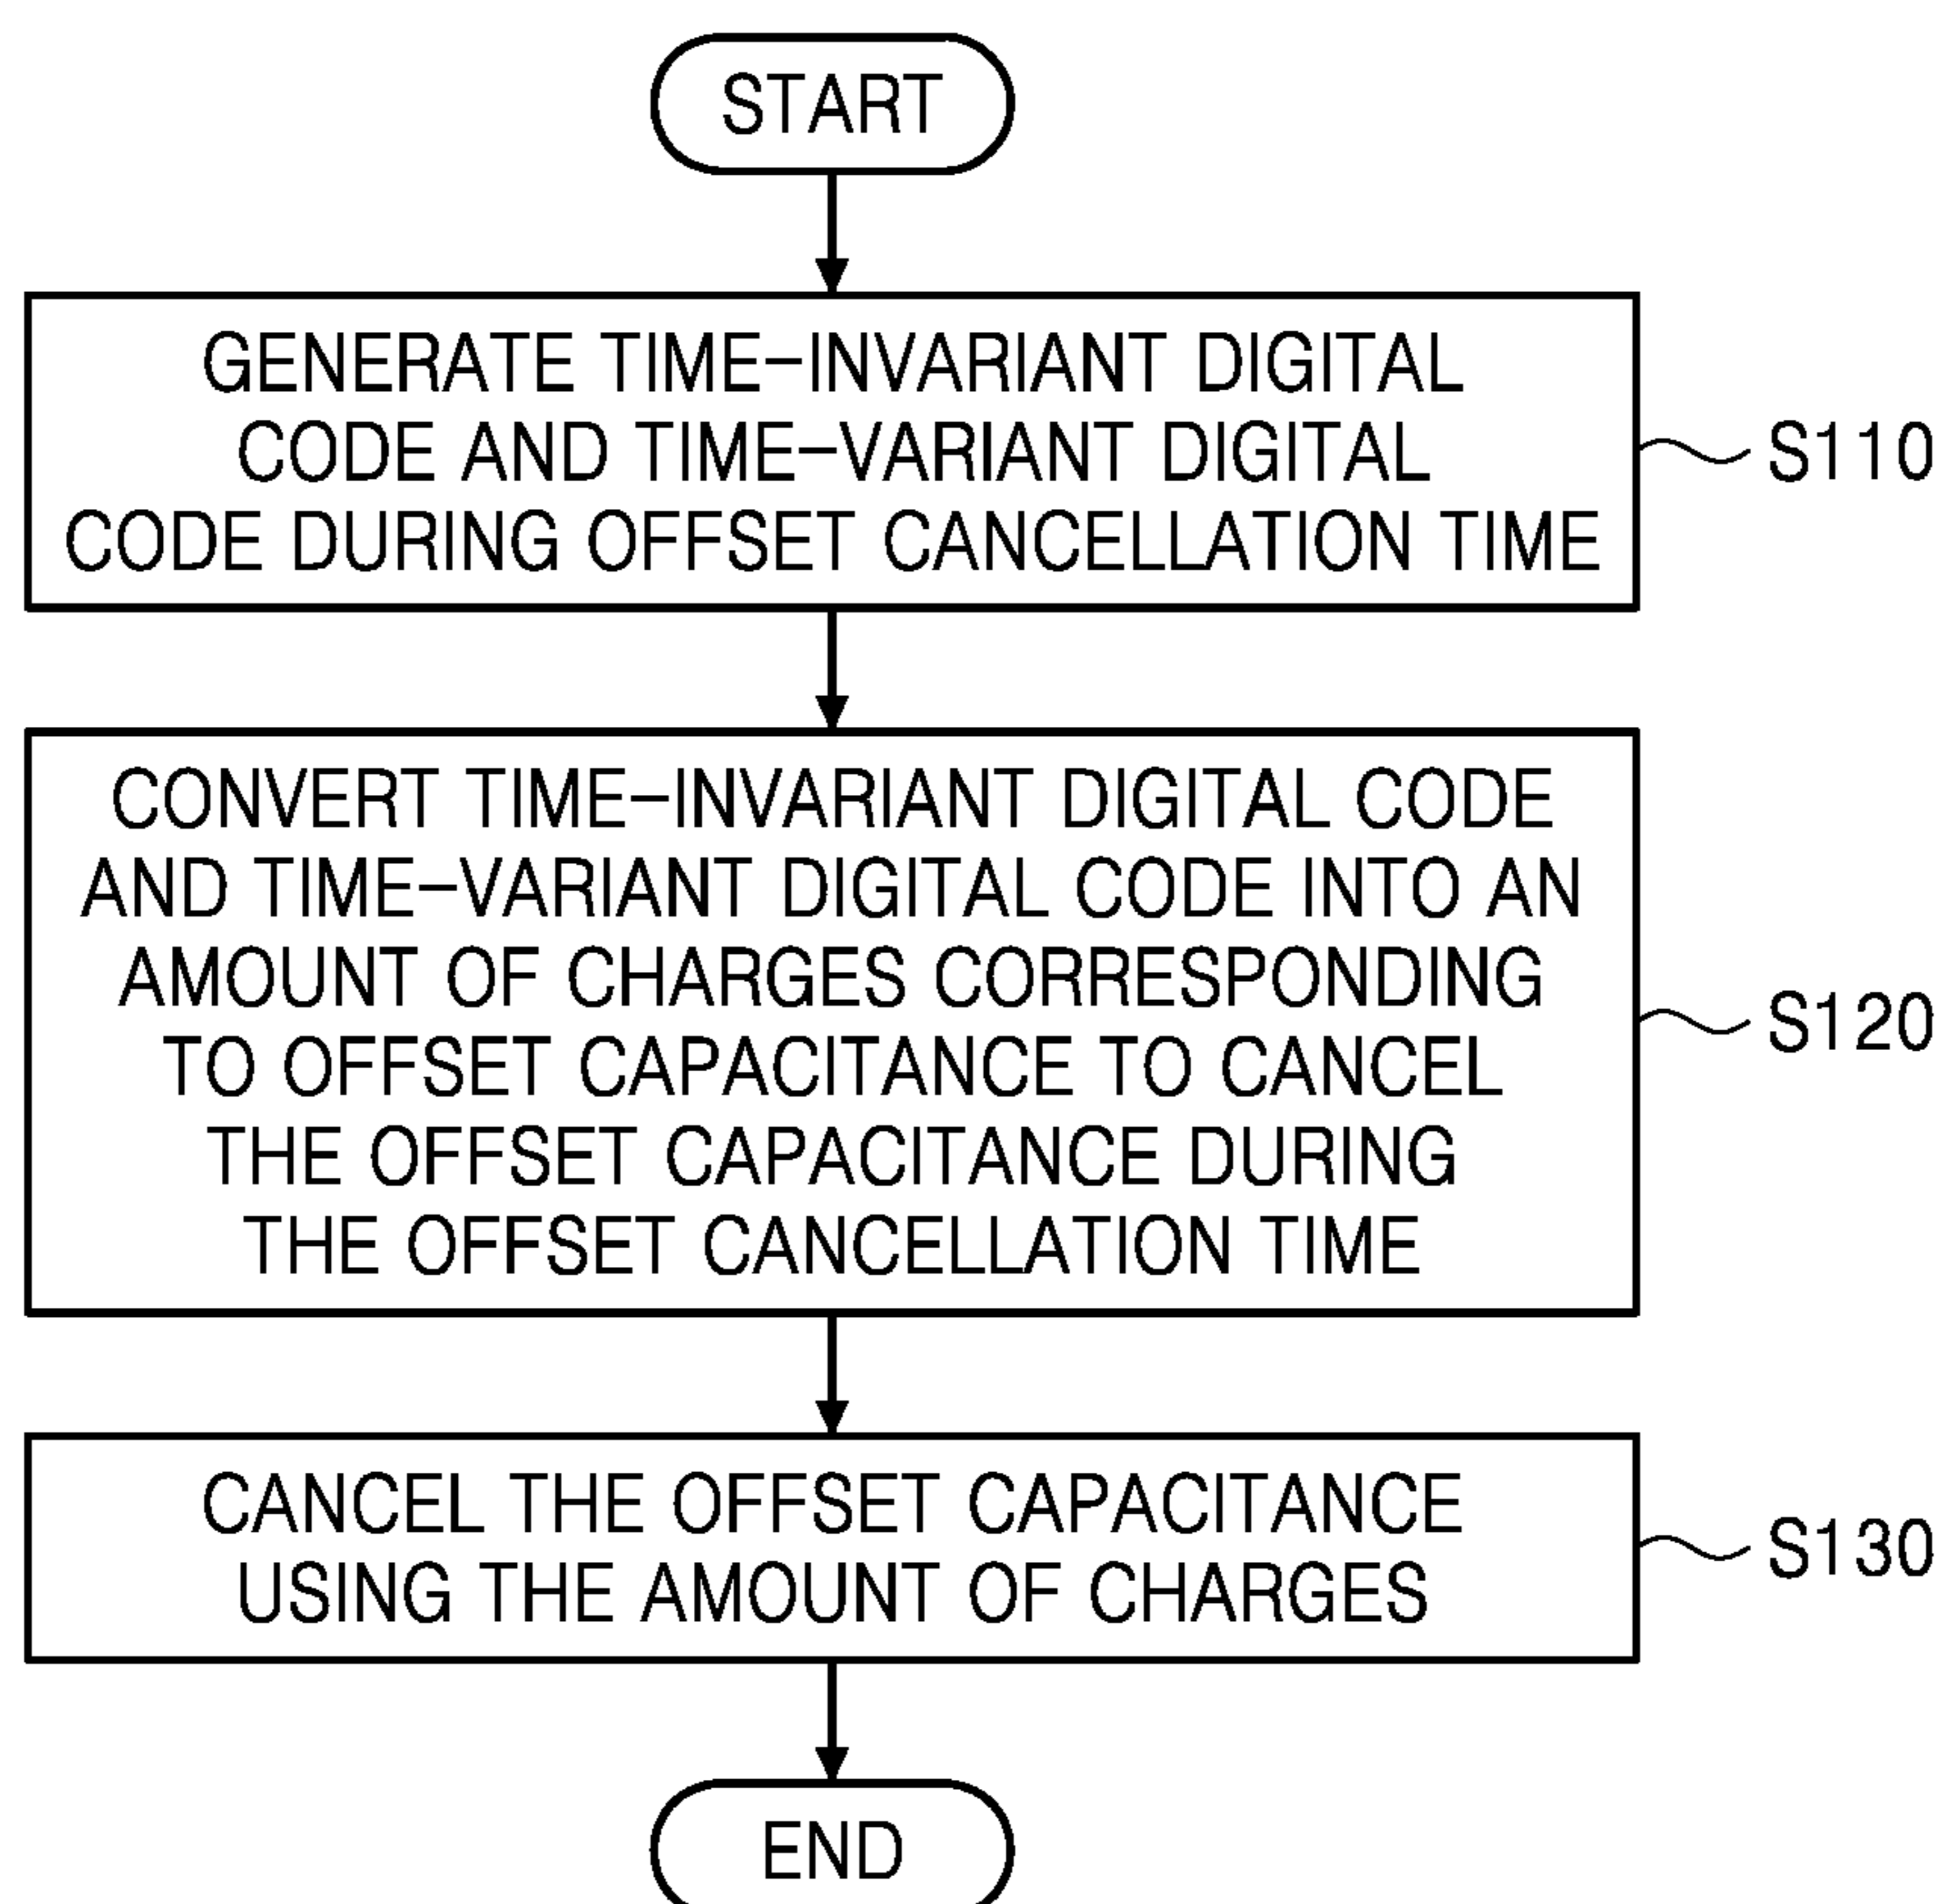 START
GENERATE TIME-INVARIANT DIGITAL
CODE AND TIME-VARIANT DIGITAL
CODE DURING OFFSET CANCELLATION TIME
S110
CONVERT TIME-INVARIANT DIGITAL CODE
AND TIME-VARIANT DIGITAL CODE INTO AN
AMOUNT OF CHARGES CORRESPONDING
TO OFFSET CAPACITANCE TO CANCEL
THE OFFSET CAPACITANCE DURING
THE OFFSET CANCELLATION TIME
S120
CANCEL THE OFFSET CAPACITANCE
USING THE AMOUNT OF CHARGES
S130
END